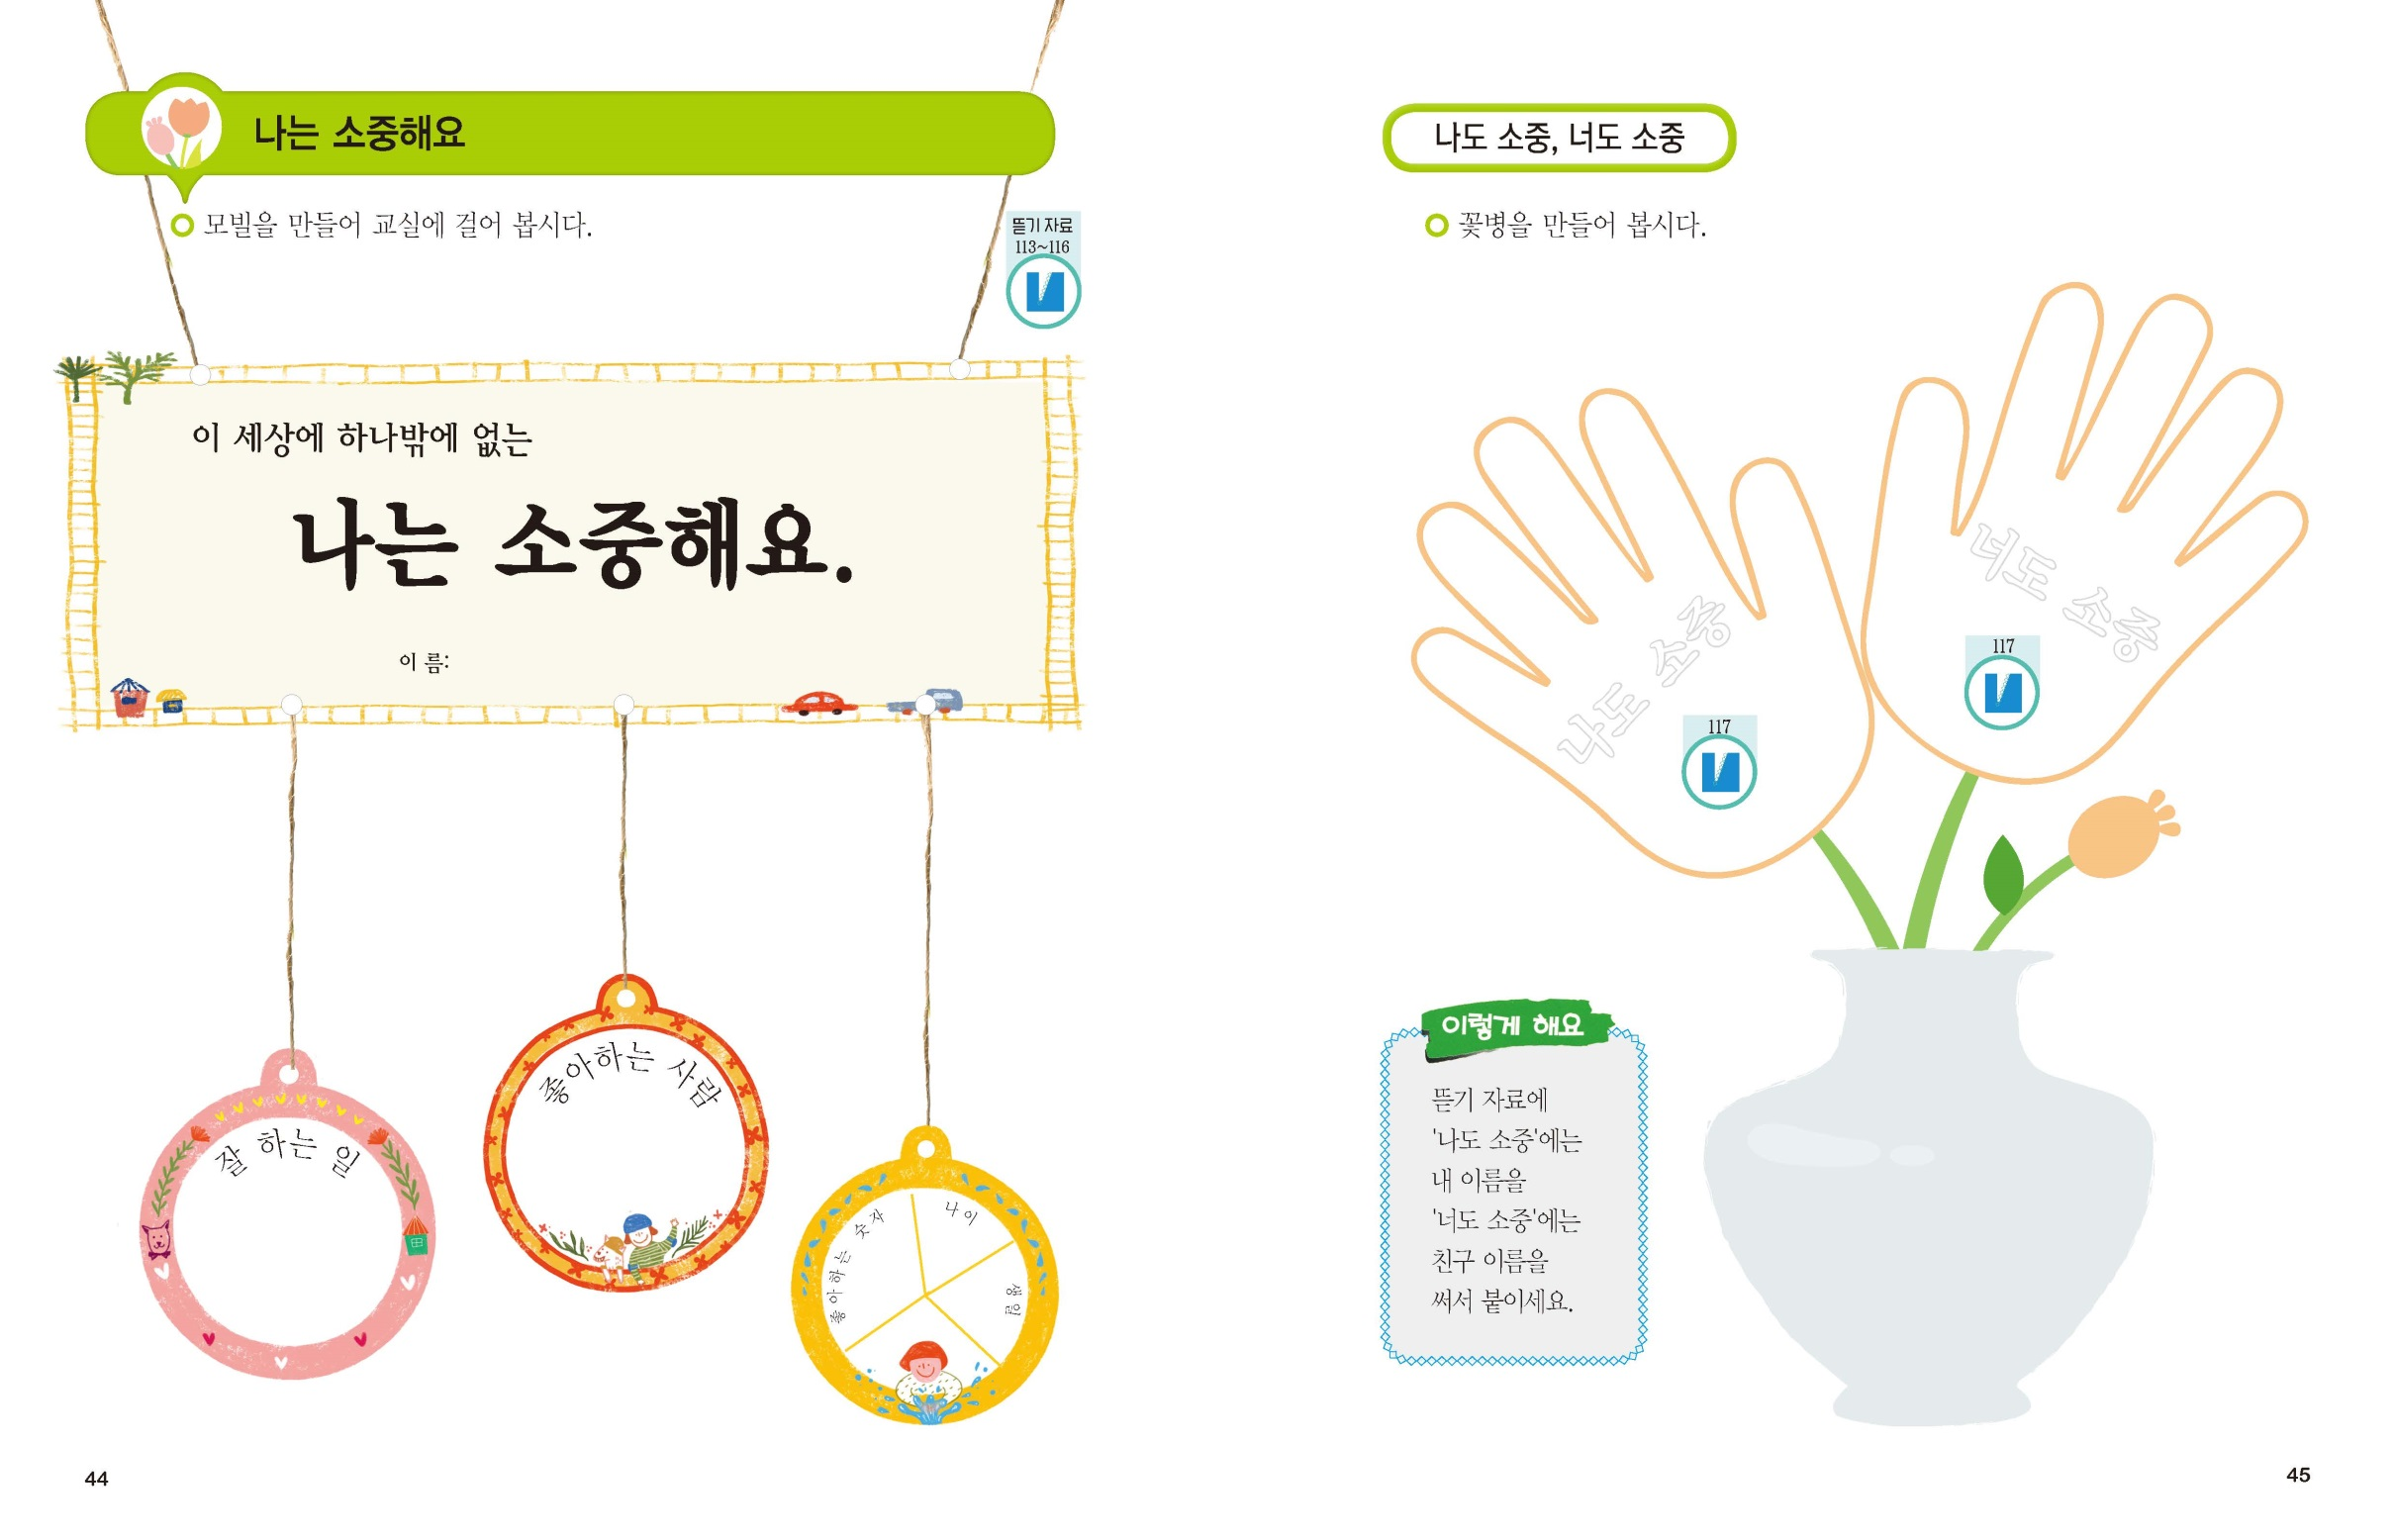 나는 소중해요
모빌을 만들어 교실에 걸어 봅시다.
뜯기 자료
113~116
이 세상에 하나밖에 없는
나는 소중해요.
이 름:
잘 하는 일
좋아하는 사람
좋아하는 숫자
나이
생일
44
나도 소중, 너도 소중
꽃병을 만들어 봅시다.
너도 소중
117
나도 소중
117
이렇게 해요
뜯기 자료에
'나도 소중'에는
내 이름을
'너도 소중'에는
친구 이름을
써서 붙이세요.
45